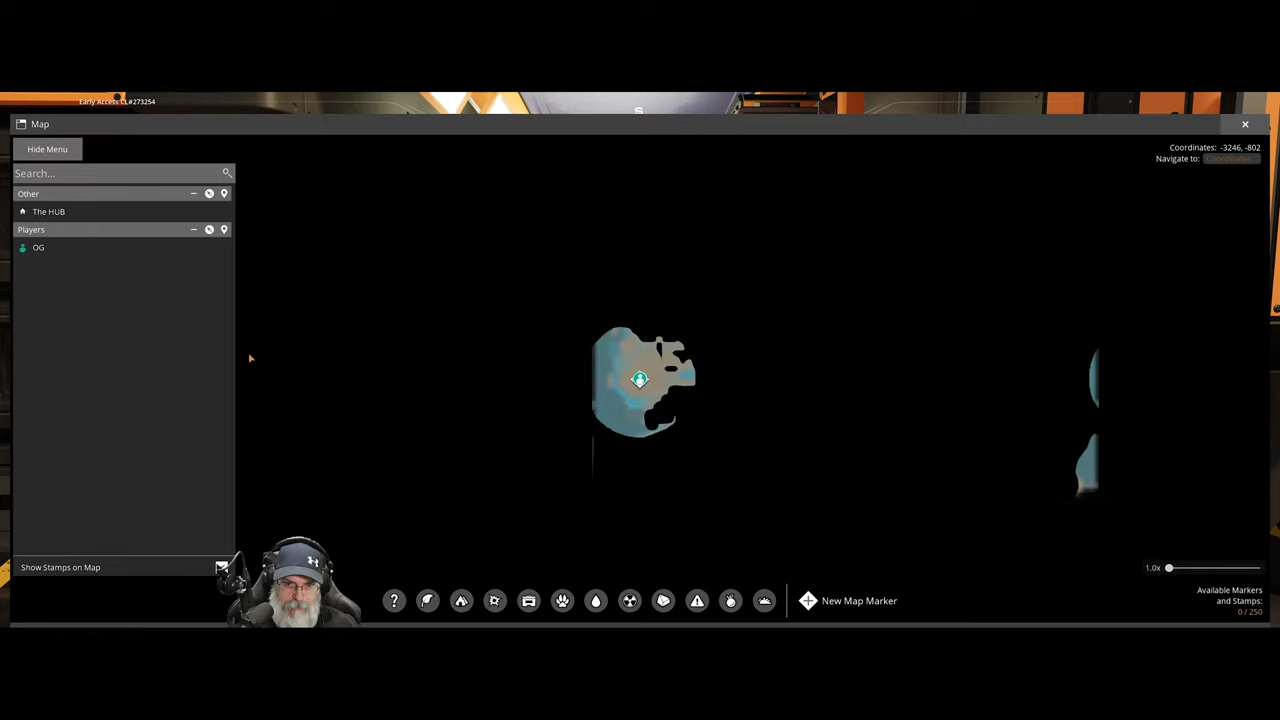 Early Access CL#273254
S
Map
Hide Menu
Coordinates: -3246, -802
Navigate to: Coordinates...
Search...
Other
The HUB
Players
OG
Show Stamps on Map
1.0x
New Map Marker
Available Markers
and Stamps:
0 / 250